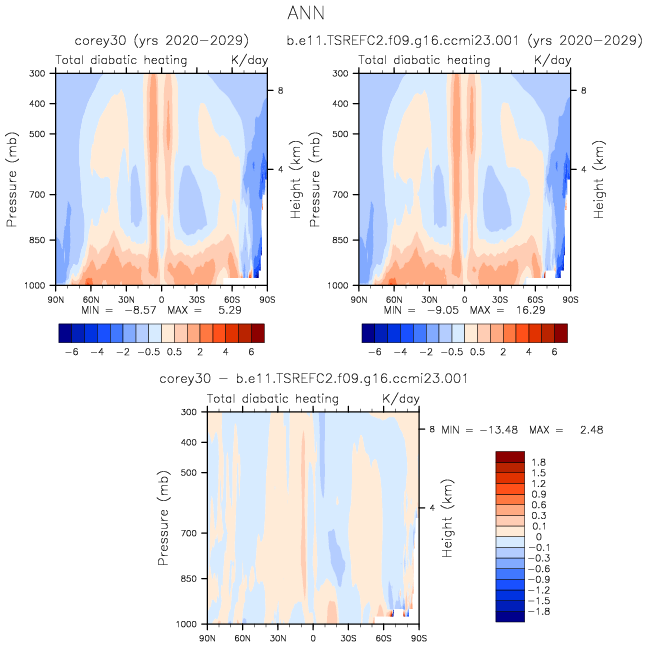 ANN
corey30 (yrs 2020-2029)
b.e11.TSREFC2.f09.g16.ccmi23.001 (yrs 2020-2029)
Total diabatic heating K/day
Total diabatic heating K/day
300
400
500
700
850
1000
Pressure (mb)
8
4
Height (km)
90N 60N 30N 0 30S 60S 90S
MIN = -8.57 MAX = 5.29
-6 -4 -2 -0.5 0.5 2 4 6
300
400
500
700
850
1000
Pressure (mb)
8
4
Height (km)
90N 60N 30N 0 30S 60S 90S
MIN = -9.05 MAX = 16.29
-6 -4 -2 -0.5 0.5 2 4 6
corey30 - b.e11.TSREFC2.f09.g16.ccmi23.001
Total diabatic heating K/day
300
400
500
700
850
1000
Pressure (mb)
8
4
Height (km)
90N 60N 30N 0 30S 60S 90S
MIN = -13.48 MAX = 2.48
1.8
1.5
1.2
0.9
0.6
0.3
0.1
0
-0.1
-0.3
-0.6
-0.9
-1.2
-1.5
-1.8